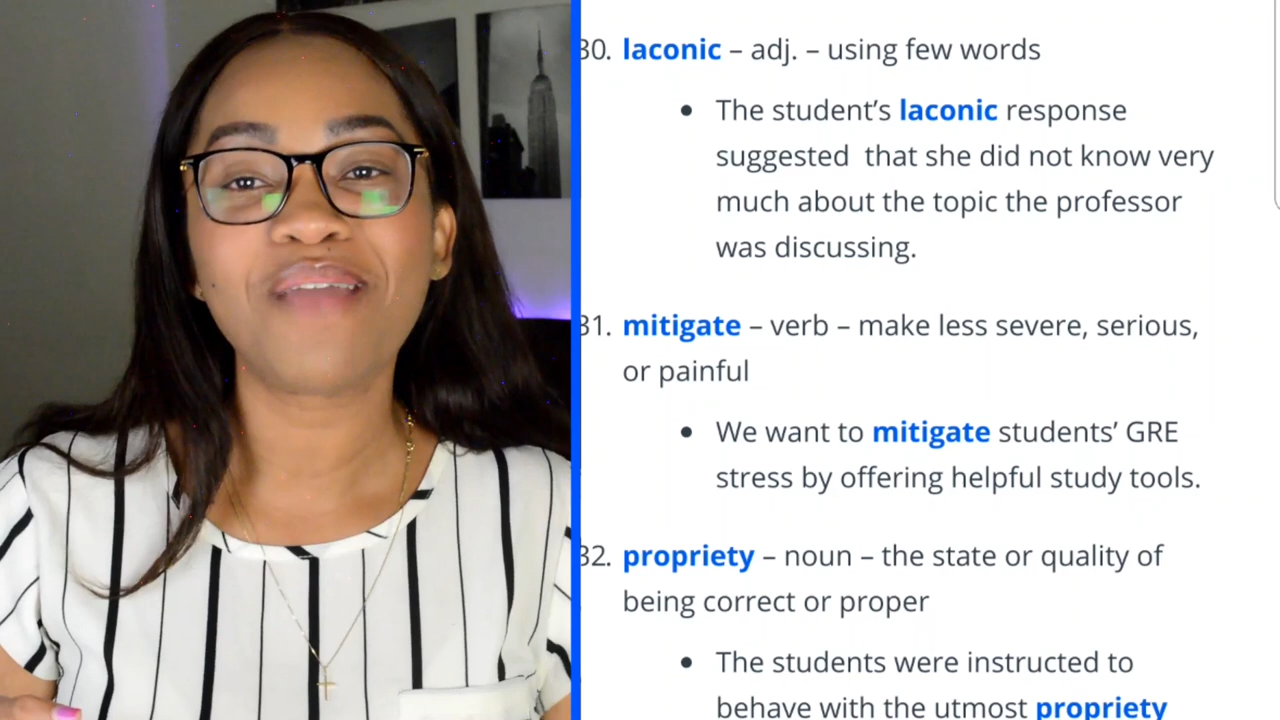 30. laconic – adj. – using few words
• The student’s laconic response
suggested  that she did not know very
much about the topic the professor
was discussing.
31. mitigate – verb – make less severe, serious,
or painful
• We want to mitigate students’ GRE
stress by offering helpful study tools.
32. propriety – noun – the state or quality of
being correct or proper
• The students were instructed to
behave with the utmost propriety